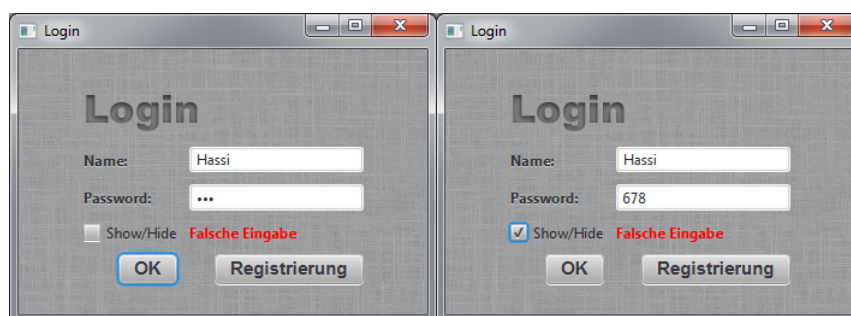 Login
Login
Name: Hassi
Password: •••
Show/Hide Falsche Eingabe
OK Registrierung
Login
Login
Name: Hassi
Password: 678
Show/Hide Falsche Eingabe
OK Registrierung